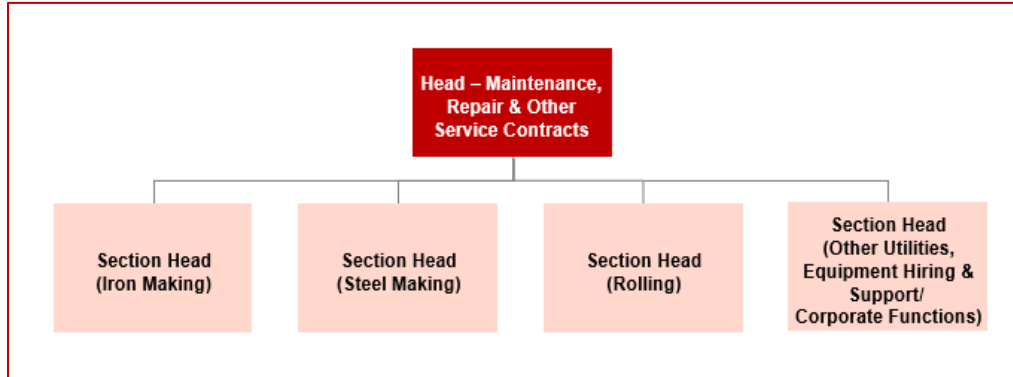 Head – Maintenance,
Repair & Other
Service Contracts
Section Head
(Iron Making)
Section Head
(Steel Making)
Section Head
(Rolling)
Section Head
(Other Utilities,
Equipment Hiring &
Support/
Corporate Functions)